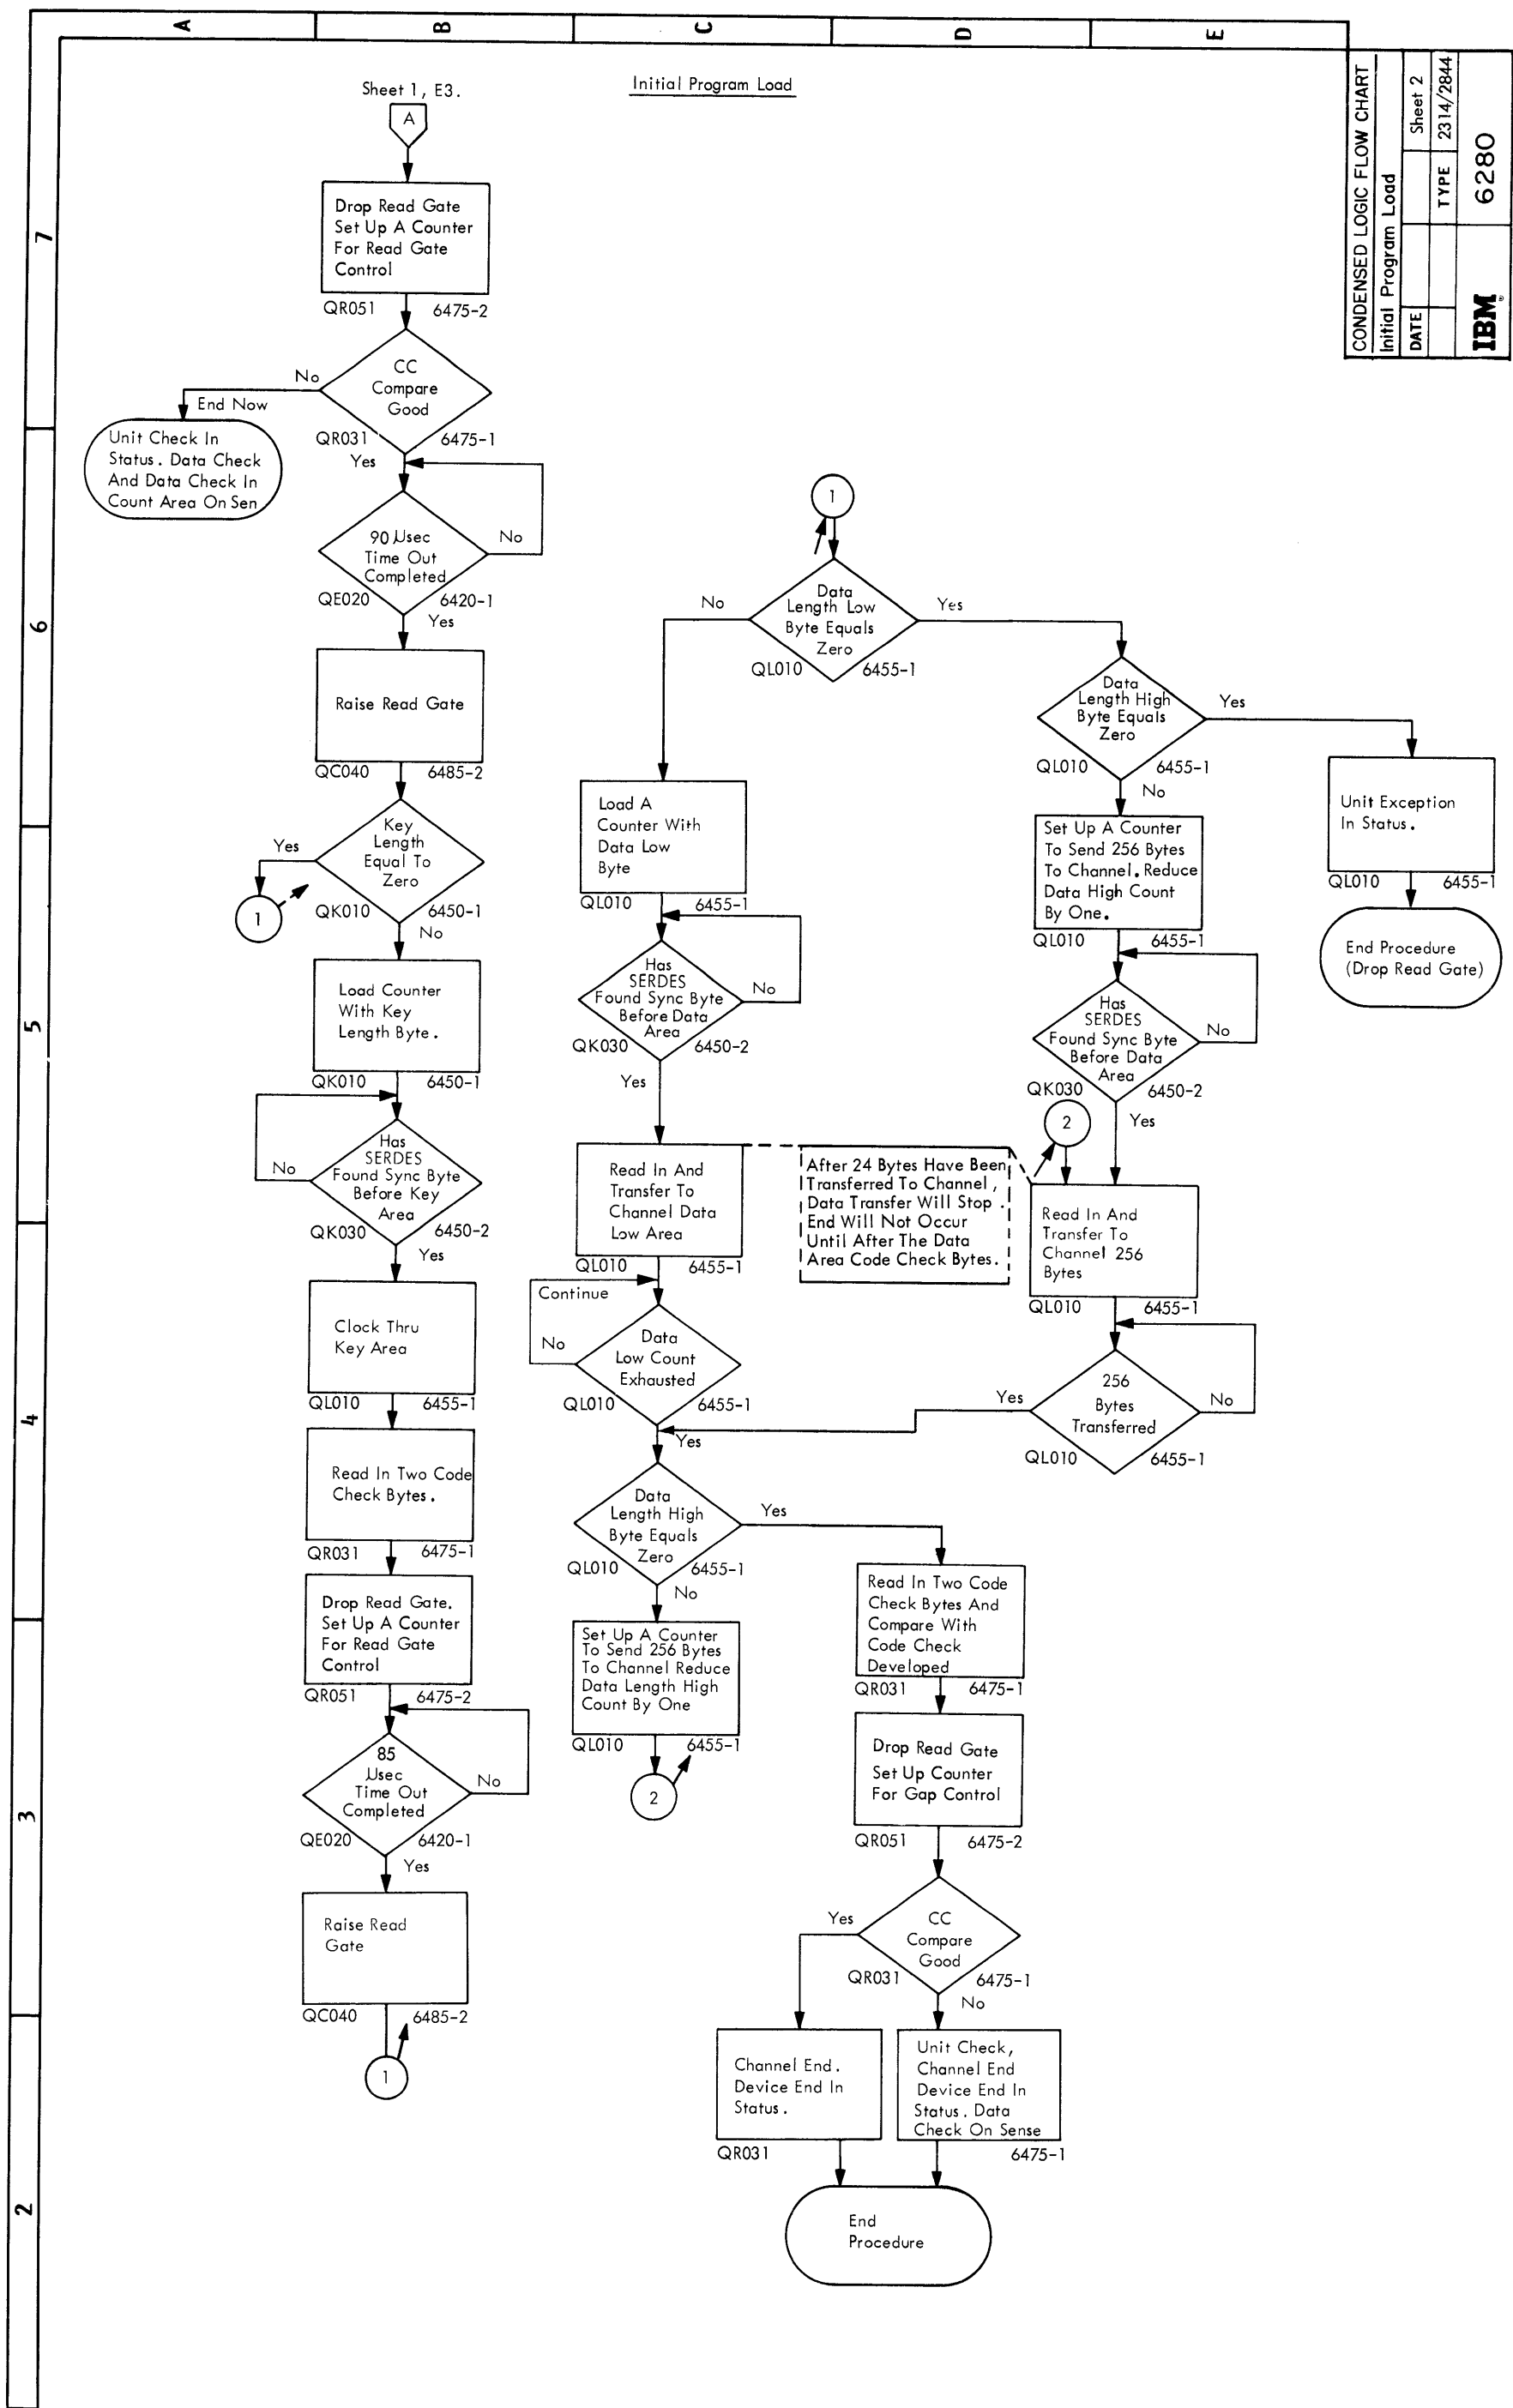 A
B
C
D
E
7
6
5
4
3
2
CONDENSED LOGIC FLOW CHART
Initial Program Load
DATE
Sheet 2
TYPE
2314/2844
IBM
6280
Initial Program Load
Sheet 1, E3.
A
Drop Read Gate
Set Up A Counter
For Read Gate
Control
QR051 6475-2
CC
Compare
Good
No
End Now
QR031 6475-1
Yes
Unit Check In
Status. Data Check
And Data Check In
Count Area On Sen
90 µsec
Time Out
Completed
No
QE020 6420-1
Yes
Raise Read Gate
QC040 6485-2
Key
Length
Equal To
Zero
Yes
1
QK010 6450-1
No
Load Counter
With Key
Length Byte.
QK010 6450-1
Has
SERDES
Found Sync Byte
Before Key
Area
No
QK030 6450-2
Yes
Clock Thru
Key Area
QL010 6455-1
Read In Two Code
Check Bytes.
QR031 6475-1
Drop Read Gate.
Set Up A Counter
For Read Gate
Control
QR051 6475-2
85
µsec
Time Out
Completed
No
QE020 6420-1
Yes
Raise Read
Gate
QC040 6485-2
1
1
Data
Length Low
Byte Equals
Zero
No
Yes
QL010 6455-1
Load A
Counter With
Data Low
Byte
QL010 6455-1
Has
SERDES
Found Sync Byte
Before Data
Area
No
QK030 6450-2
Yes
Read In And
Transfer To
Channel Data
Low Area
QL010 6455-1
Continue
No
Data
Low Count
Exhausted
QL010 6455-1
Yes
Data
Length High
Byte Equals
Zero
Yes
QL010 6455-1
No
Set Up A Counter
To Send 256 Bytes
To Channel Reduce
Data Length High
Count By One
QL010 6455-1
2
After 24 Bytes Have Been
Transferred To Channel,
Data Transfer Will Stop.
End Will Not Occur
Until After The Data
Area Code Check Bytes.
Data
Length High
Byte Equals
Zero
Yes
QL010 6455-1
No
Set Up A Counter
To Send 256 Bytes
To Channel. Reduce
Data High Count
By One.
QL010 6455-1
Has
SERDES
Found Sync Byte
Before Data
Area
No
QK030 6450-2
Yes
2
Read In And
Transfer To
Channel 256
Bytes
QL010 6455-1
256
Bytes
Transferred
Yes
No
QL010 6455-1
Unit Exception
In Status.
QL010 6455-1
End Procedure
(Drop Read Gate)
Read In Two Code
Check Bytes And
Compare With
Code Check
Developed
QR031 6475-1
Drop Read Gate
Set Up Counter
For Gap Control
QR051 6475-2
CC
Compare
Good
Yes
QR031 6475-1
No
Channel End.
Device End In
Status.
QR031
Unit Check,
Channel End
Device End In
Status. Data
Check On Sense
6475-1
End
Procedure